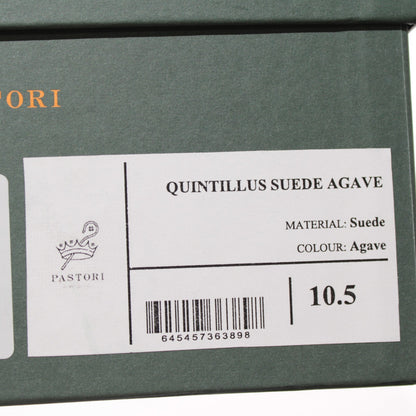 TORI
QUINTILLUS SUEDE AGAVE
MATERIAL: Suede
COLOUR: Agave
PASTORI
10.5
645457363898